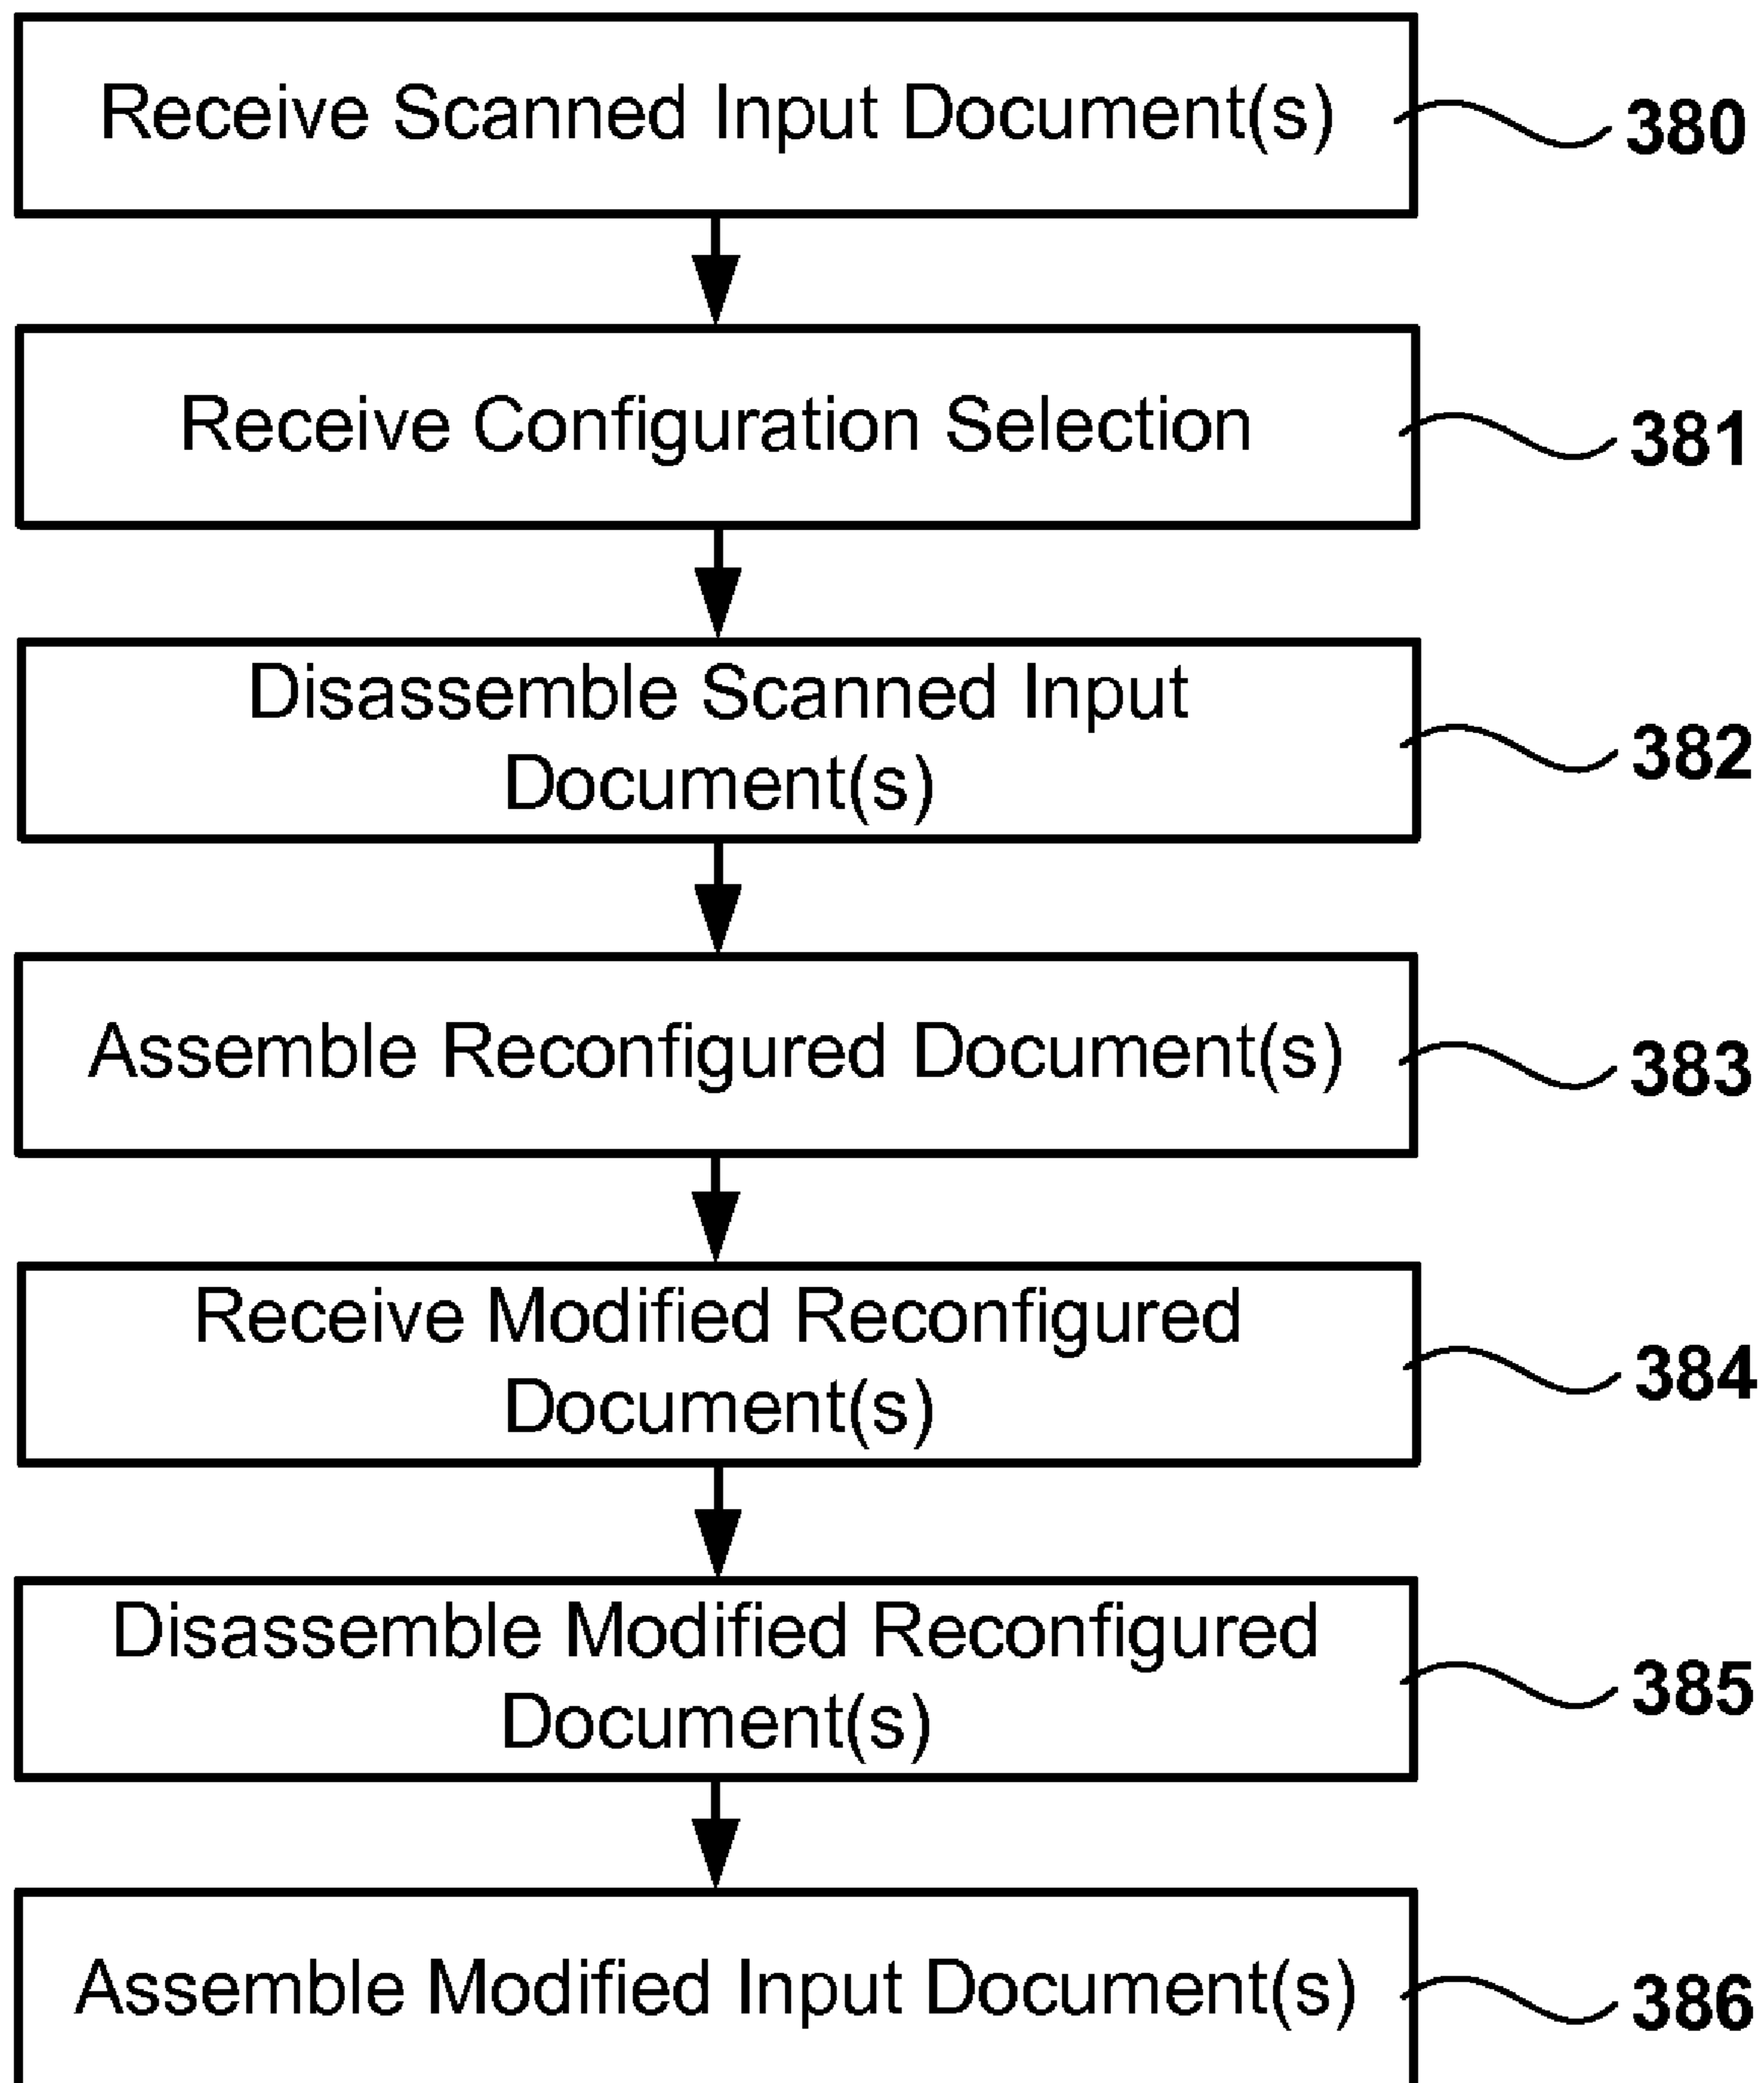 Receive Scanned Input Document(s)
380
Receive Configuration Selection
381
Disassemble Scanned Input
Document(s)
382
Assemble Reconfigured Document(s)
383
Receive Modified Reconfigured
Document(s)
384
Disassemble Modified Reconfigured
Document(s)
385
Assemble Modified Input Document(s)
386